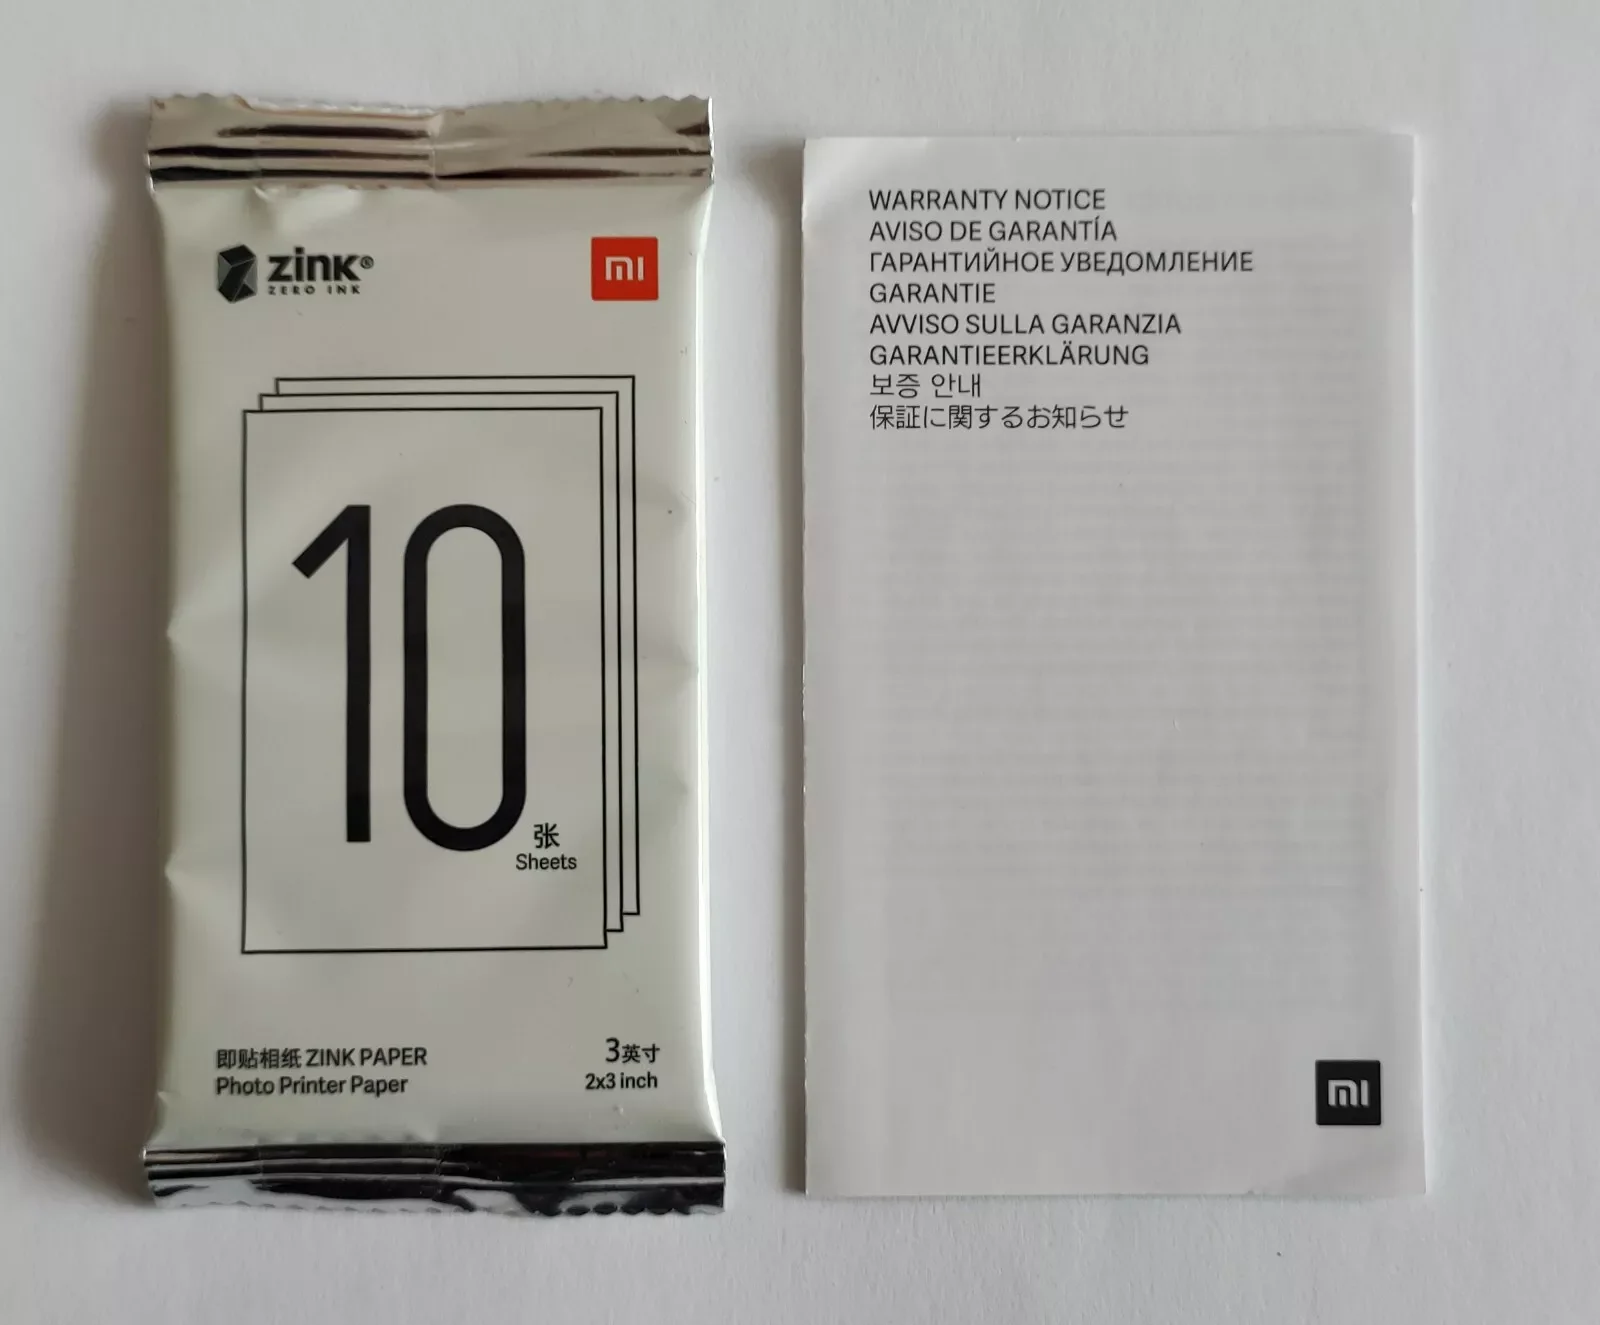 zink®
ZERO INK
mi
10
张
Sheets
即贴相纸 ZINK PAPER
Photo Printer Paper
3英寸
2x3 inch
WARRANTY NOTICE
AVISO DE GARANTÍA
ГАРАНТИЙНОЕ УВЕДОМЛЕНИЕ
GARANTIE
AVVISO SULLA GARANZIA
GARANTIEERKLÄRUNG
보증 안내
保証に関するお知らせ
mi